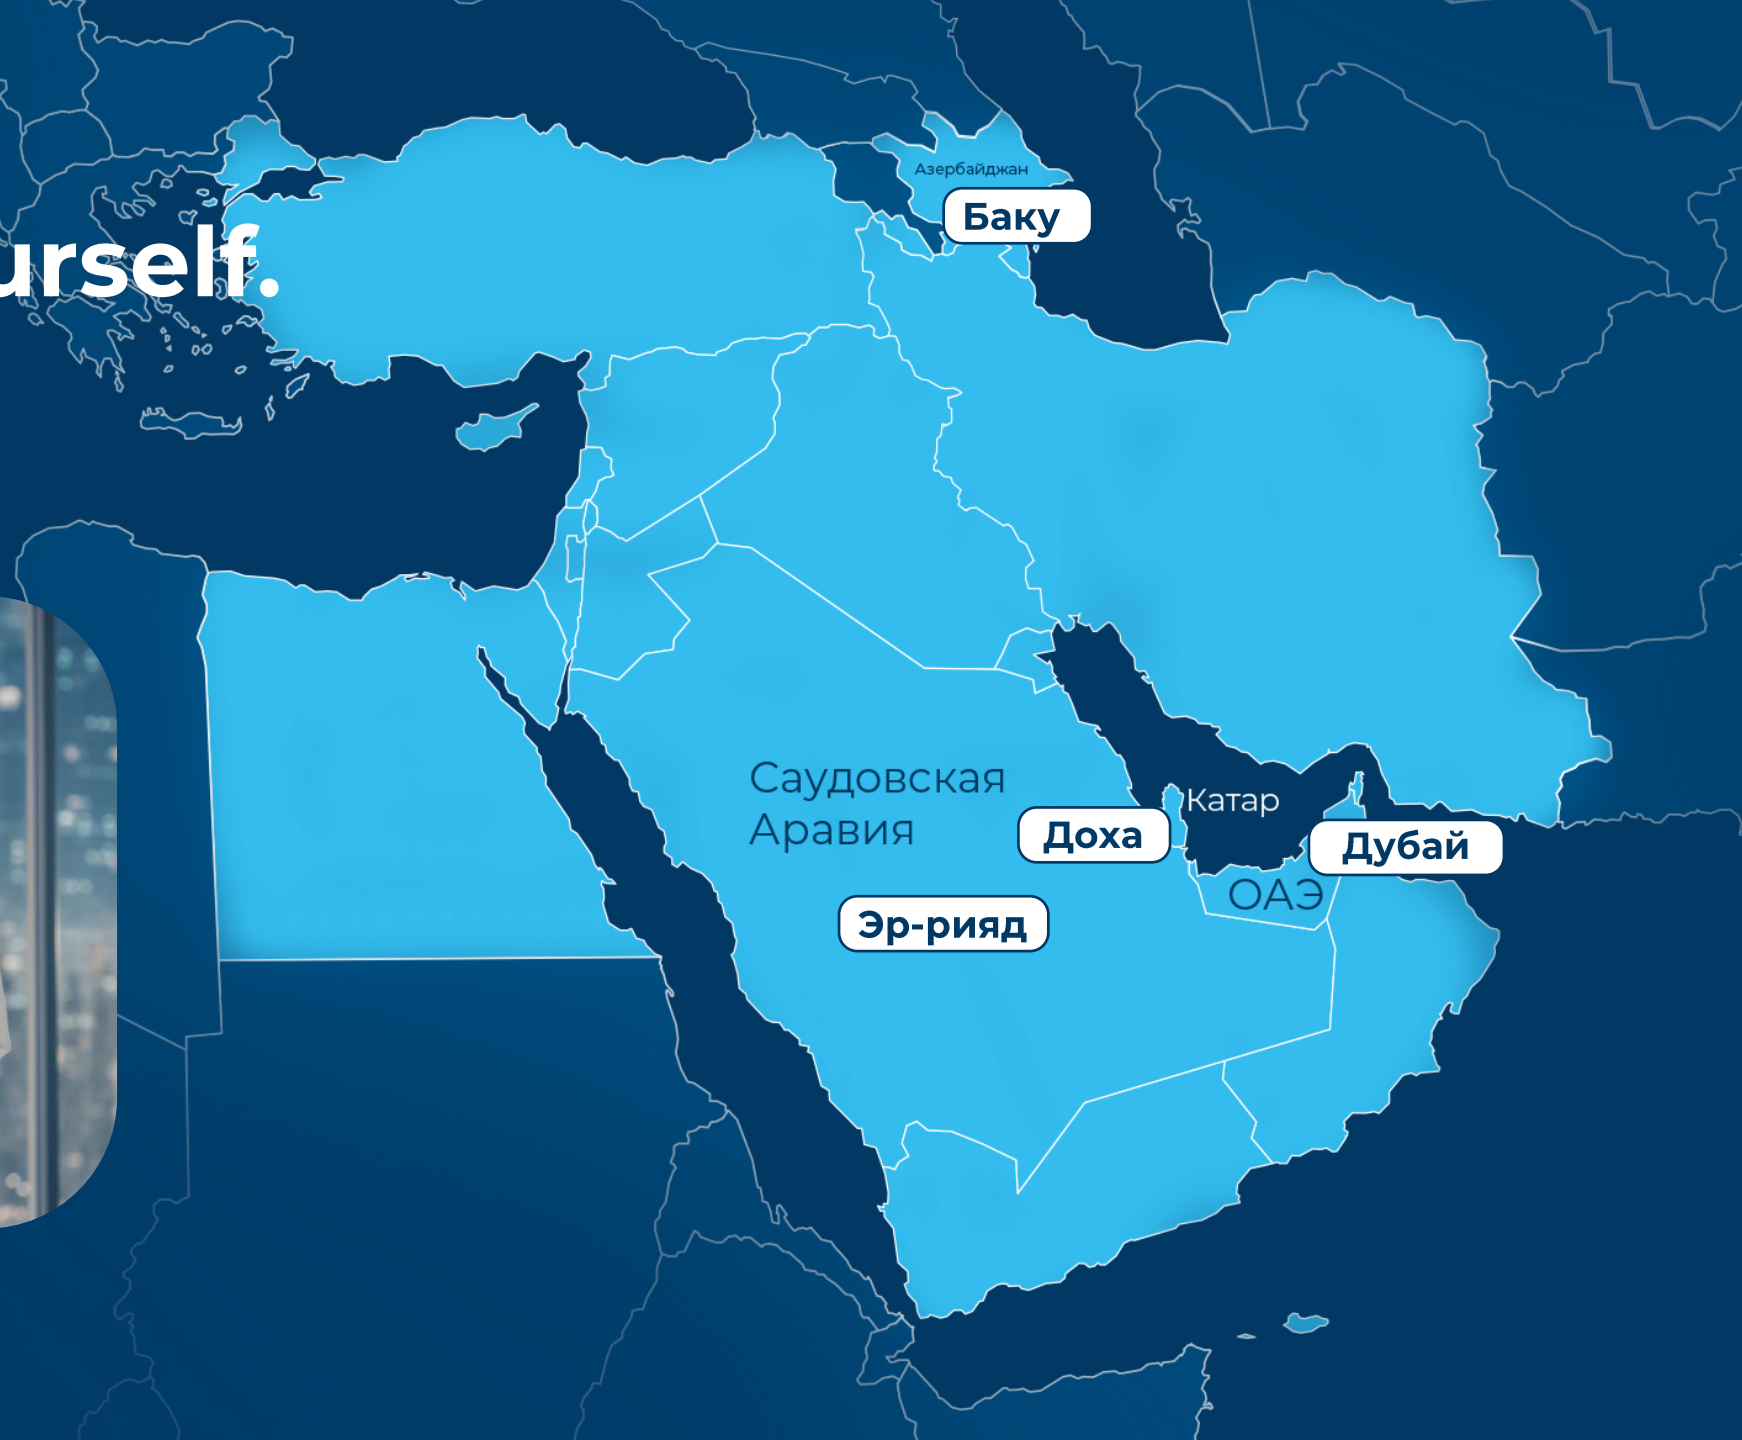 Азербайджан
Баку
urself.
Саудовская
Аравия
Катар
Доха
Дубай
ОАЭ
Эр-рияд